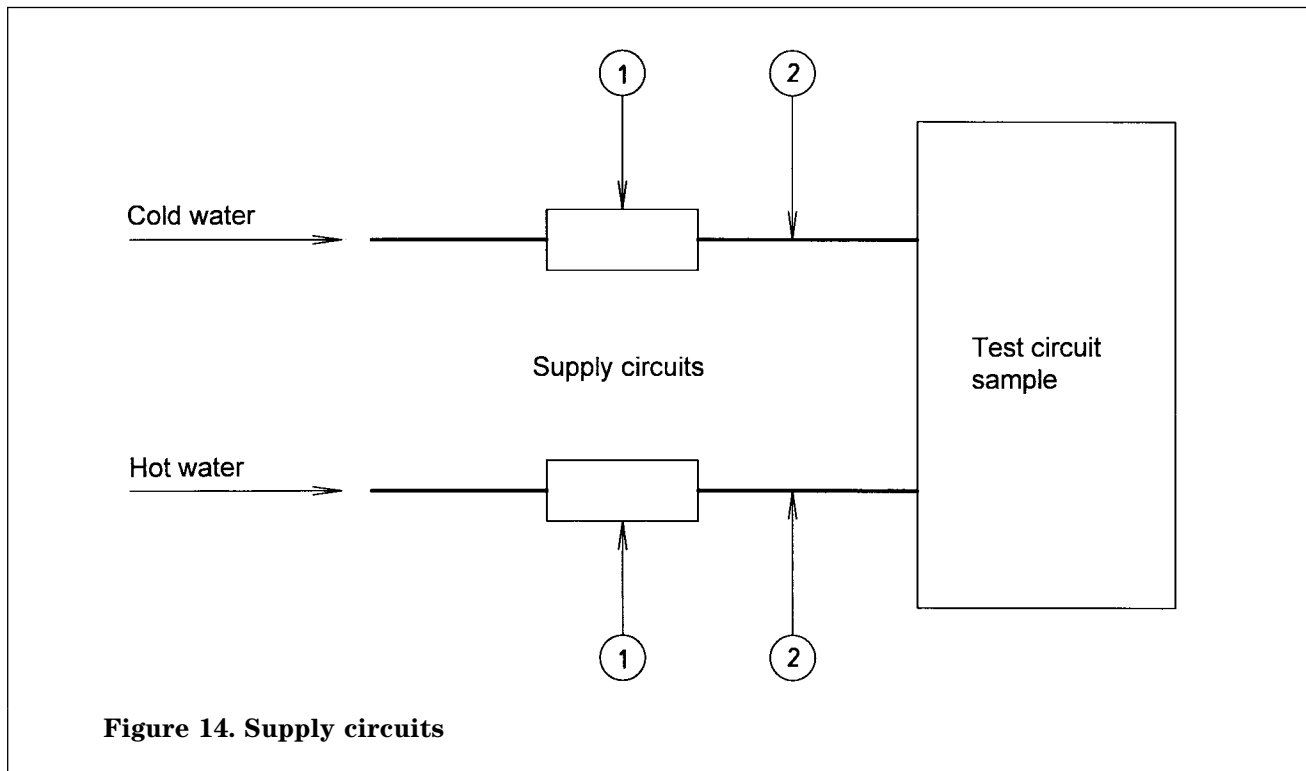 1
2
Cold water
Supply circuits
Test circuit
sample
Hot water
1
2
Figure 14. Supply circuits